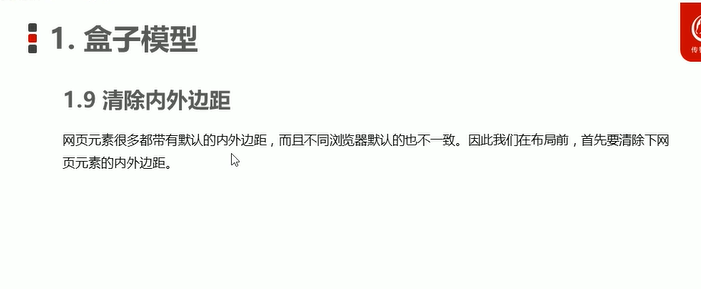 1. 盒子模型
1.9 清除内外边距
网页元素很多都带有默认的内外边距，而且不同浏览器默认的也不一致。因此我们在布局前，首先要清除下网
页元素的内外边距。
传智